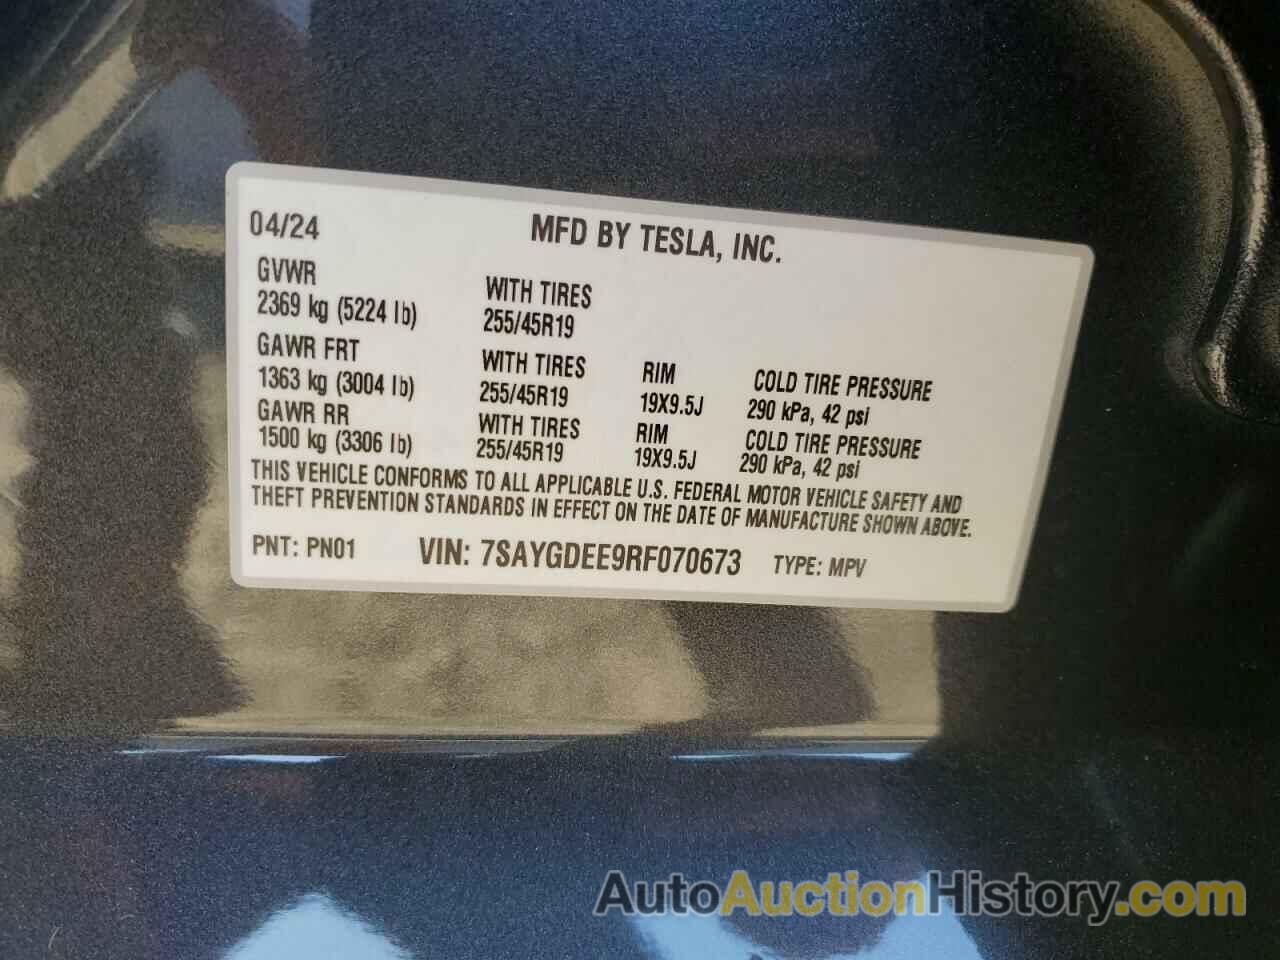 04/24 MFD BY TESLA, INC.
GVWR WITH TIRES
2369 kg (5224 lb) 255/45R19
GAWR FRT WITH TIRES RIM COLD TIRE PRESSURE
1363 kg (3004 lb) 255/45R19 19X9.5J 290 kPa, 42 psi
GAWR RR WITH TIRES RIM COLD TIRE PRESSURE
1500 kg (3306 lb) 255/45R19 19X9.5J 290 kPa, 42 psi
THIS VEHICLE CONFORMS TO ALL APPLICABLE U.S. FEDERAL MOTOR VEHICLE SAFETY AND
THEFT PREVENTION STANDARDS IN EFFECT ON THE DATE OF MANUFACTURE SHOWN ABOVE.
PNT: PN01 VIN: 7SAYGDEE9RF070673 TYPE: MPV
AutoAuctionHistory.com